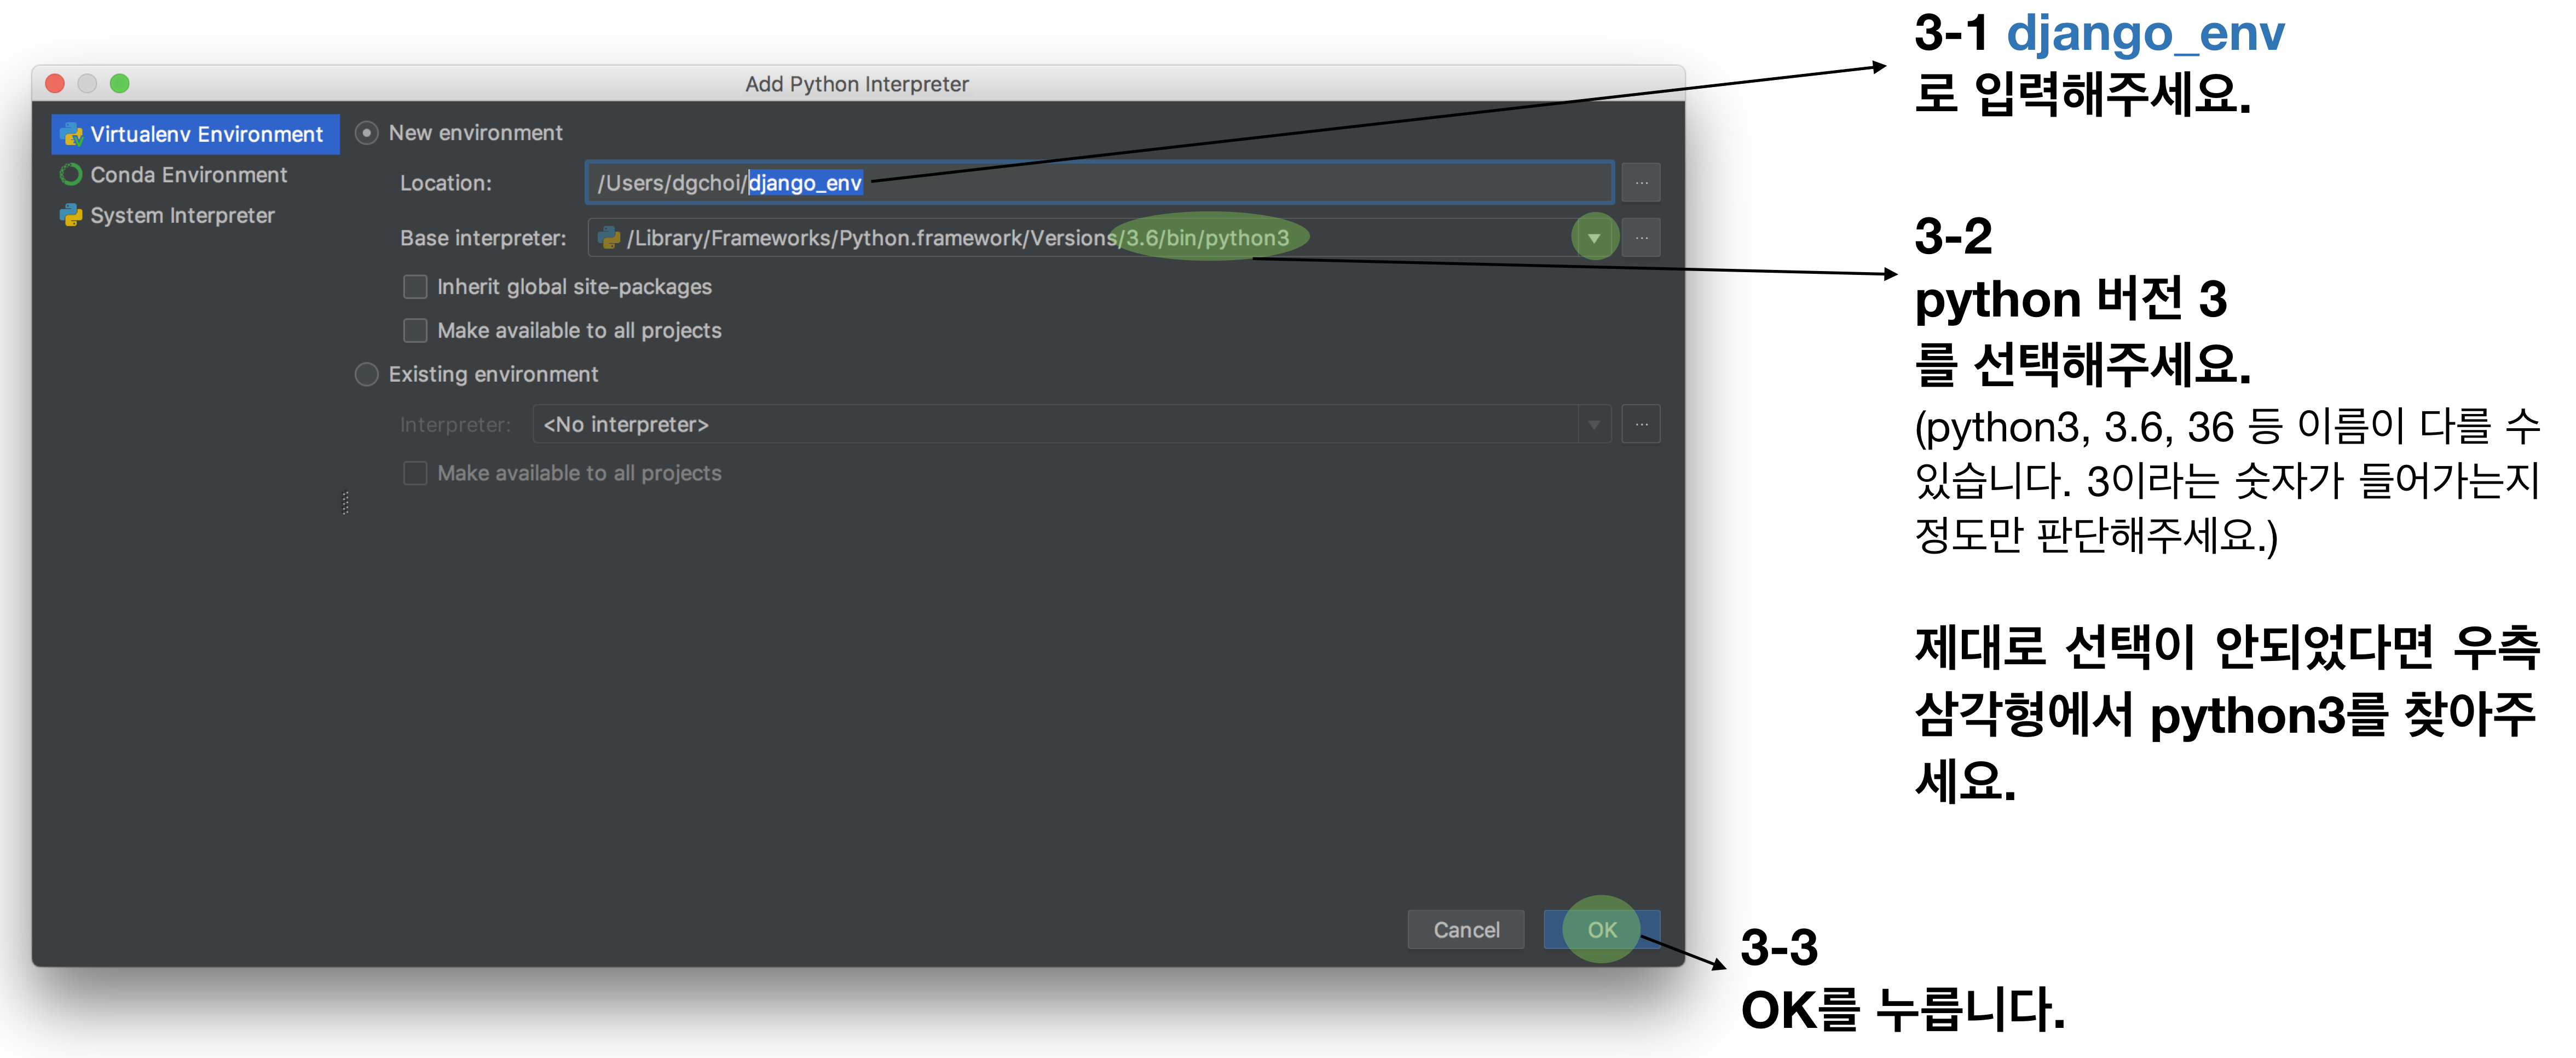 Add Python Interpreter
Virtualenv Environment
Conda Environment
System Interpreter
New environment
Location: /Users/dgchoi/django_env ...
Base interpreter: /Library/Frameworks/Python.framework/Versions/3.6/bin/python3 ...
Inherit global site-packages
Make available to all projects
Existing environment
Interpreter: <No interpreter> ...
Make available to all projects
Cancel OK
3-1 django_env
로 입력해주세요.
3-2
python 버전 3
를 선택해주세요.
(python3, 3.6, 36 등 이름이 다를 수
있습니다. 3이라는 숫자가 들어가는지
정도만 판단해주세요.)
제대로 선택이 안되었다면 우측
삼각형에서 python3를 찾아주
세요.
3-3
OK를 누릅니다.